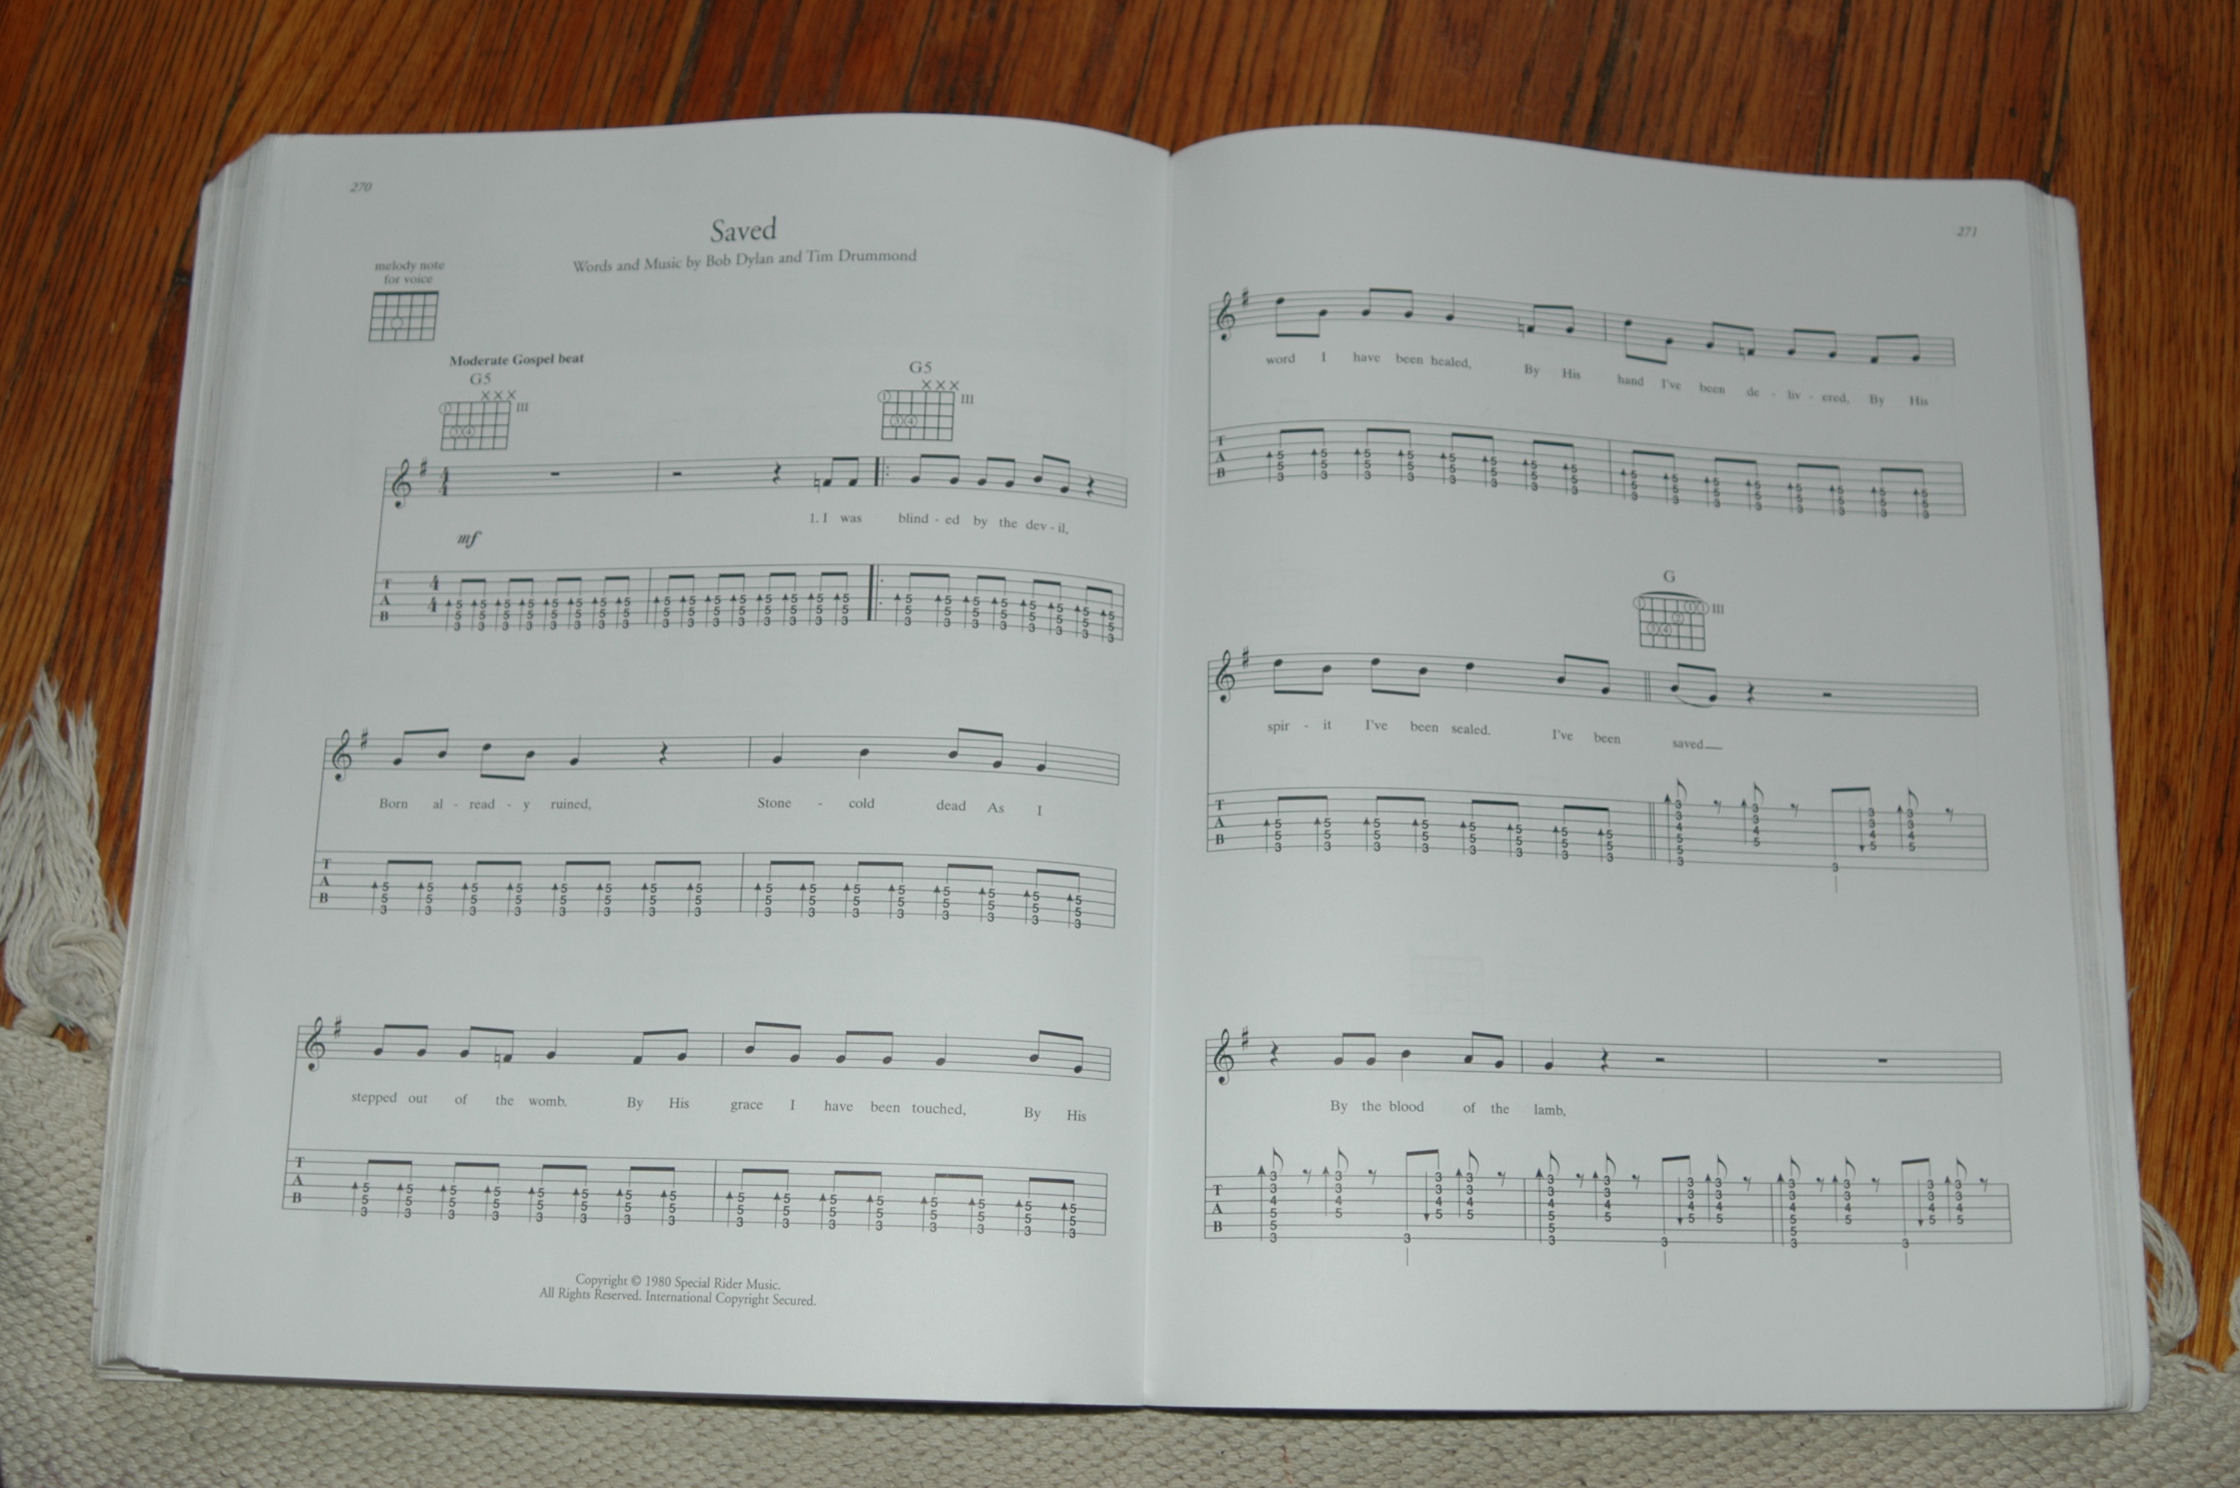 270
Saved
Words and Music by Bob Dylan and Tim Drummond
melody note
for voice
Moderate Gospel beat
G5
III
G5
III
mf
1. I was blind - ed by the dev - il,
T
A
B
Born al - read - y ruined, Stone - cold dead As I
T
A
B
stepped out of the womb. By His grace I have been touched, By His
T
A
B
Copyright © 1980 Special Rider Music.
All Rights Reserved. International Copyright Secured.
271
word I have been healed, By His hand I've been de - liv - ered, By His
T
A
B
G
III
spir - it I've been sealed. I've been saved
T
A
B
By the blood of the lamb,
T
A
B